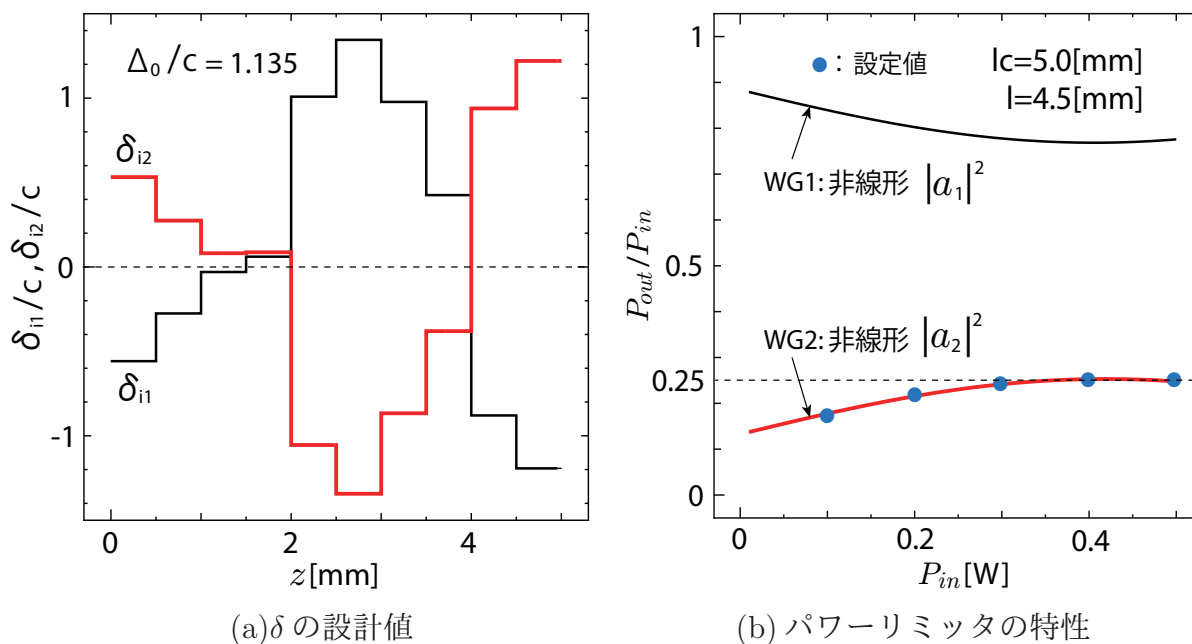 Δ₀/c = 1.135
δi1/c, δi2/c
δi2
δi1
1
0
-1
0
2
4
z[mm]
(a)δ の設計値
Pout/Pin
1
0.5
0.25
0
●：設定値
lc=5.0[mm]
l=4.5[mm]
WG1: 非線形 |a₁|²
WG2: 非線形 |a₂|²
0
0.2
0.4
Pin[W]
(b) パワーリミッタの特性